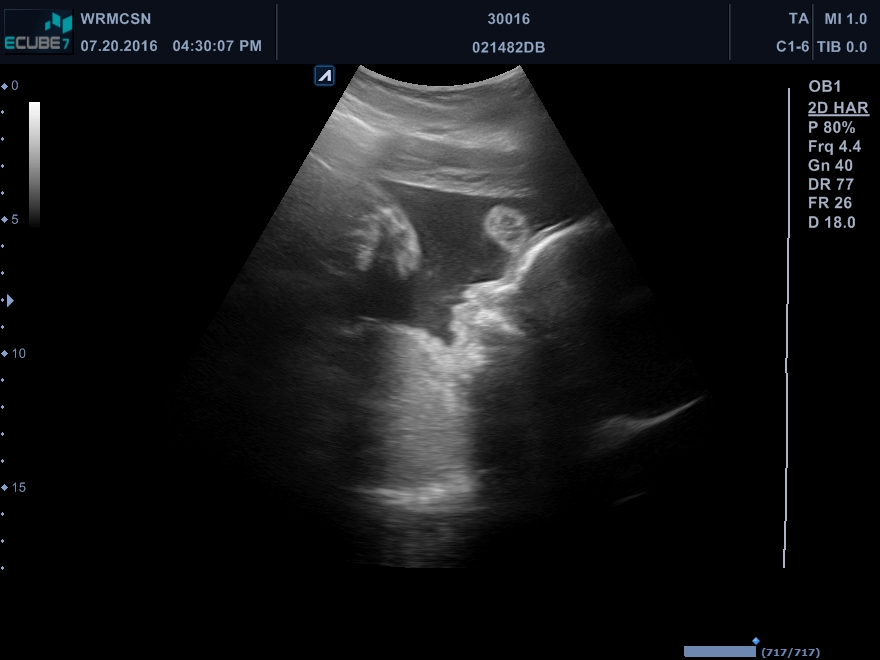 ECUBE7
WRMCSN
07.20.2016 04:30:07 PM
30016
021482DB
TA MI 1.0
C1-6 TIB 0.0
OB1
2D HAR
P 80%
Frq 4.4
Gn 40
DR 77
FR 26
D 18.0
0
5
10
15
(717/717)